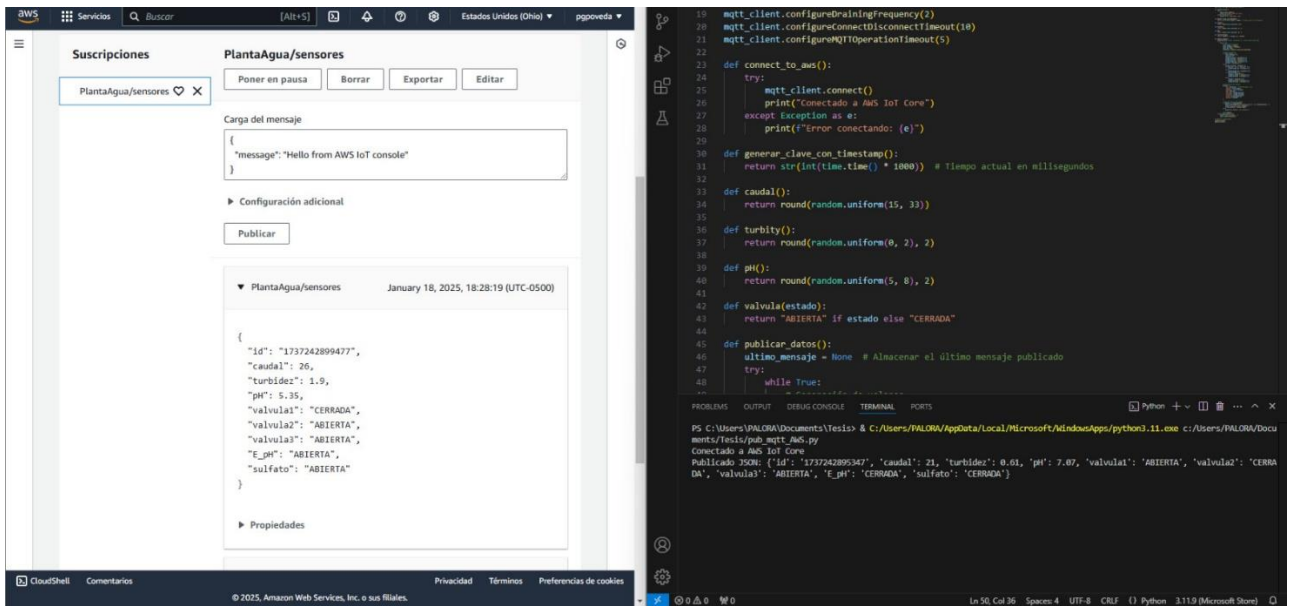 aws
Servicios
Buscar
[Alt+S]
Estados Unidos (Ohio)
pgpoveda
Suscripciones
PlantaAgua/sensores
PlantaAgua/sensores
Poner en pausa
Borrar
Exportar
Editar
Carga del mensaje
{
"message": "Hello from AWS IoT console"
}
Configuración adicional
Publicar
PlantaAgua/sensores January 18, 2025, 18:28:19 (UTC-0500)
{
"id": "1737242899477",
"caudal": 26,
"turbidez": 1.9,
"pH": 5.35,
"valvula1": "CERRADA",
"valvula2": "ABIERTA",
"valvula3": "ABIERTA",
"E_pH": "ABIERTA",
"sulfato": "ABIERTA"
}
Propiedades
CloudShell Comentarios Privacidad Términos Preferencias de cookies
© 2025, Amazon Web Services, Inc. o sus filiales.
19 mqtt_client.configureDrainingFrequency(2)
20 mqtt_client.configureConnectDisconnectTimeout(10)
21 mqtt_client.configureMQTTOperationTimeout(5)
22
23 def connect_to_aws():
24 try:
25 mqtt_client.connect()
26 print("Conectado a AWS IoT Core")
27 except Exception as e:
28 print(f"Error conectando: {e}")
29
30 def generar_clave_con_timestamp():
31 return str(int(time.time() * 1000)) # Tiempo actual en milisegundos
32
33 def caudal():
34 return round(random.uniform(15, 33))
35
36 def turbity():
37 return round(random.uniform(0, 2), 2)
38
39 def pH():
40 return round(random.uniform(5, 8), 2)
41
42 def valvula(estado):
43 return "ABIERTA" if estado else "CERRADA"
44
45 def publicar_datos():
46 ultimo_mensaje = None # Almacenar el último mensaje publicado
47 try:
48 while True:
PROBLEMS OUTPUT DEBUG CONSOLE TERMINAL PORTS Python
PS C:\Users\PALORA\Documents\Tesis> & C:/Users/PALORA/AppData/Local/Microsoft/WindowsApps/python3.11.exe c:/Users/PALORA/Docu
ments/Tesis/pub_mqtt_AWS.py
Conectado a AWS IoT Core
Publicado JSON: {'id': '1737242895347', 'caudal': 21, 'turbidez': 0.61, 'pH': 7.07, 'valvula1': 'ABIERTA', 'valvula2': 'CERRA
DA', 'valvula3': 'ABIERTA', 'E_pH': 'CERRADA', 'sulfato': 'CERRADA'}
0 0 0 Ln 50, Col 36 Spaces: 4 UTF-8 CRLF {} Python 3.11.9 (Microsoft Store)